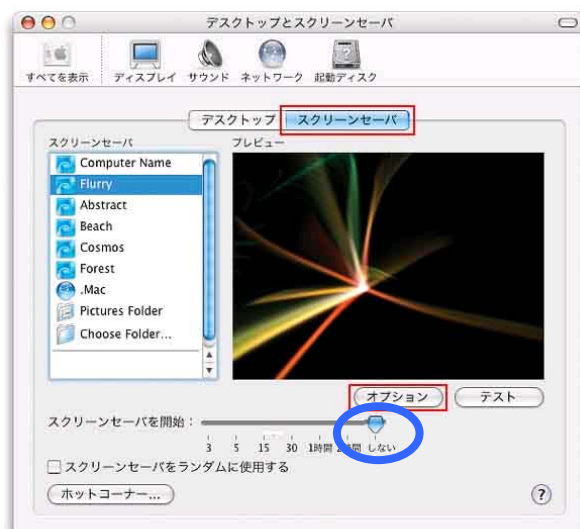 デスクトップとスクリーンセーバ
すべてを表示 ディスプレイ サウンド ネットワーク 起動ディスク
デスクトップ スクリーンセーバ
スクリーンセーバ プレビュー
Computer Name
Flurry
Abstract
Beach
Cosmos
Forest
.Mac
Pictures Folder
Choose Folder...
オプション テスト
スクリーンセーバを開始：
3 5 15 30 1時間 2時間 しない
スクリーンセーバをランダムに使用する
ホットコーナー... ?